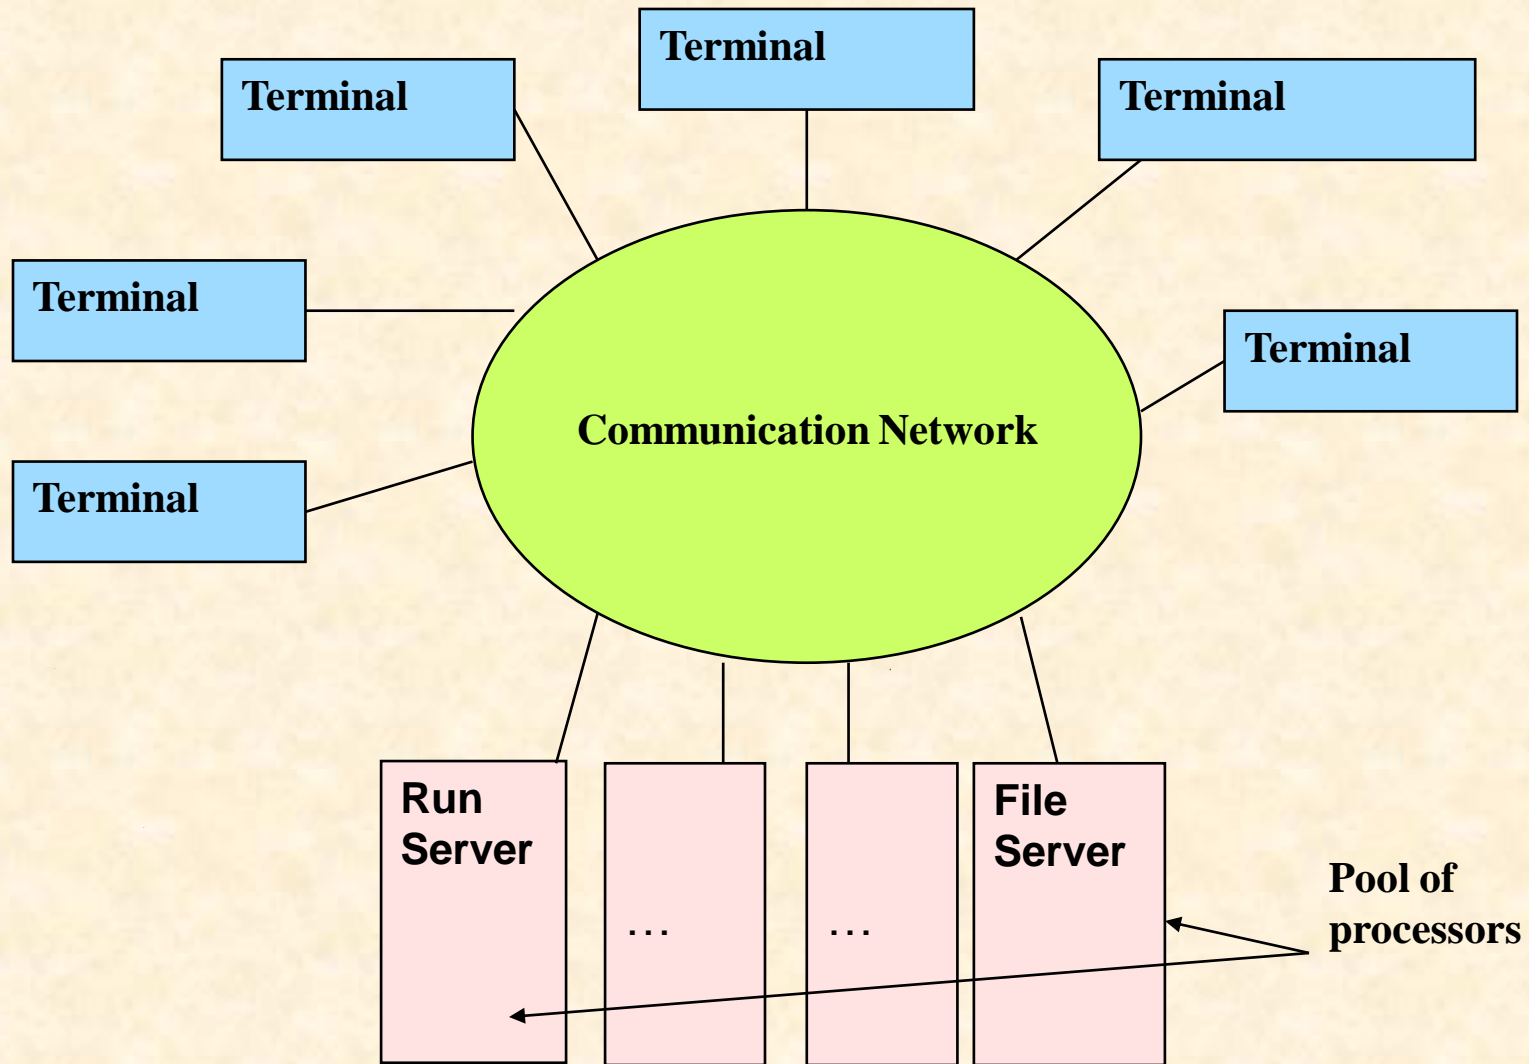 Terminal
Terminal
Terminal
Terminal
Terminal
Terminal
Communication Network
Run
Server
...
...
File
Server
Pool of
processors